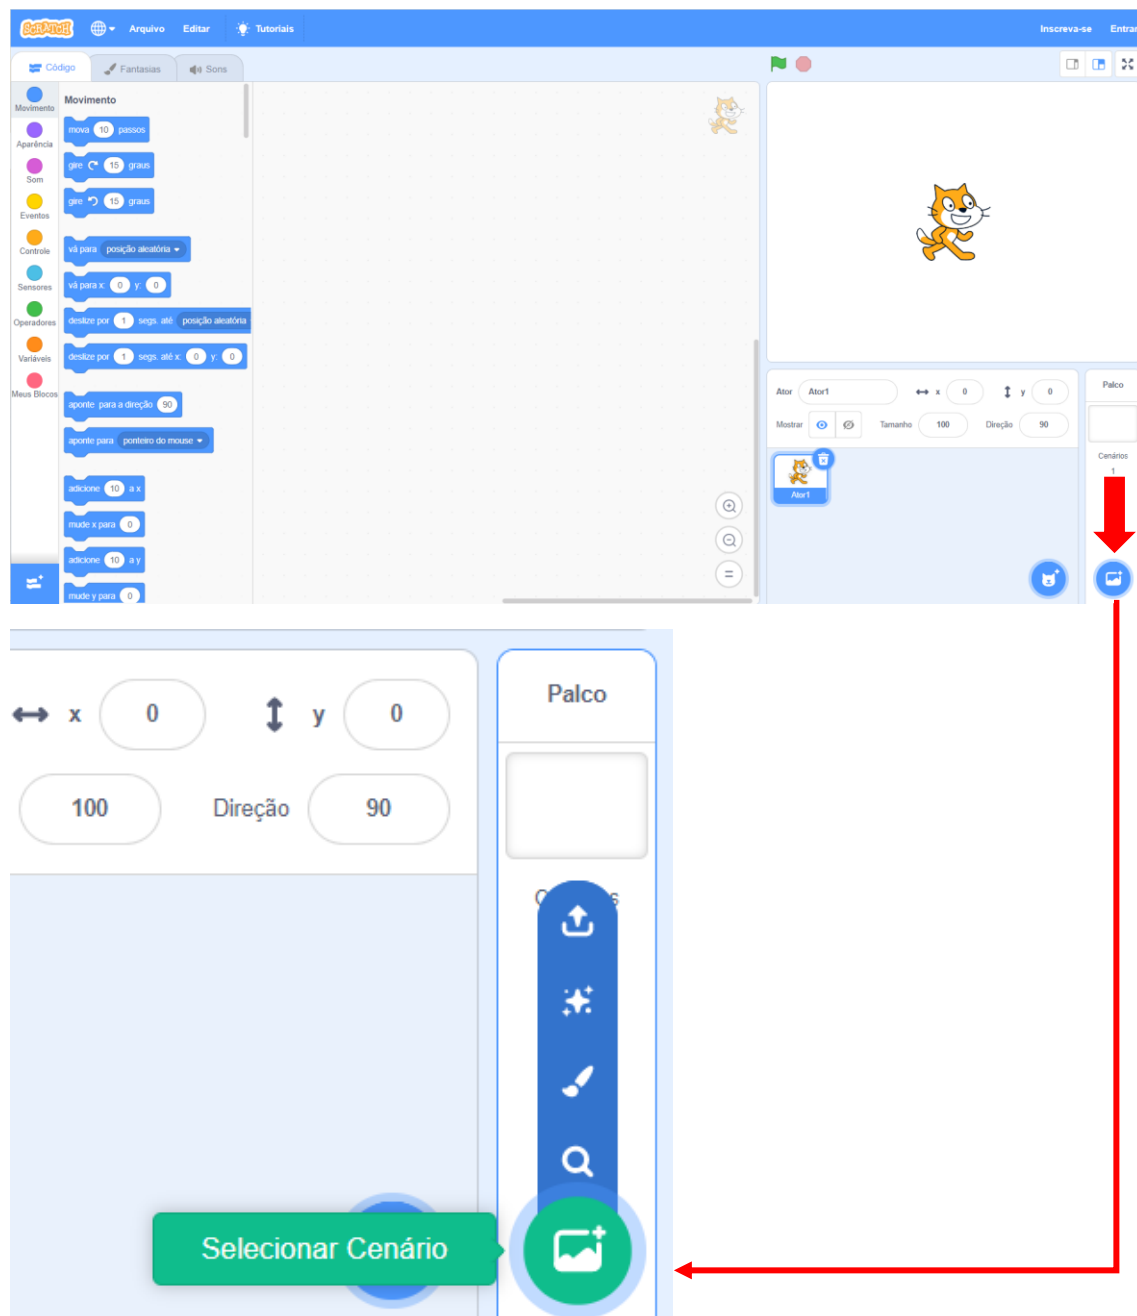 SCRATCH Arquivo Editar Tutoriais Inscreva-se Entrar
Código Fantasias Sons
Movimento
Aparência
Som
Eventos
Controle
Sensores
Operadores
Variáveis
Meus Blocos
Movimento
mova 10 passos
gire 15 graus
gire 15 graus
vá para posição aleatória
vá para x: 0 y: 0
deslize por 1 segs. até posição aleatória
deslize por 1 segs. até x: 0 y: 0
aponte para a direção 90
aponte para ponteiro do mouse
adicione 10 a x
mude x para 0
adicione 10 a y
mude y para 0
Ator Ator1 x 0 y 0
Mostrar Tamanho 100 Direção 90
Ator1
Palco
Cenários
1
x 0 y 0
100 Direção 90
Palco
Selecionar Cenário